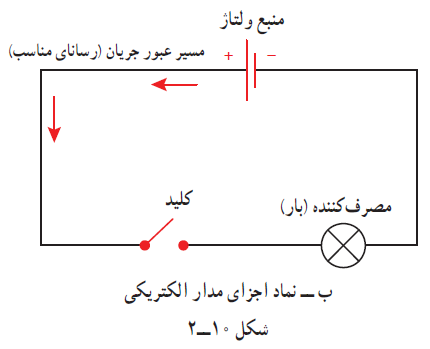 منبع ولتاژ
مسیر عبور جریان (رسانای مناسب)
+ −
کلید
مصرف‌کننده (بار)
ب ــ نماد اجزای مدار الکتریکی
شکل ۱۰ــ۲